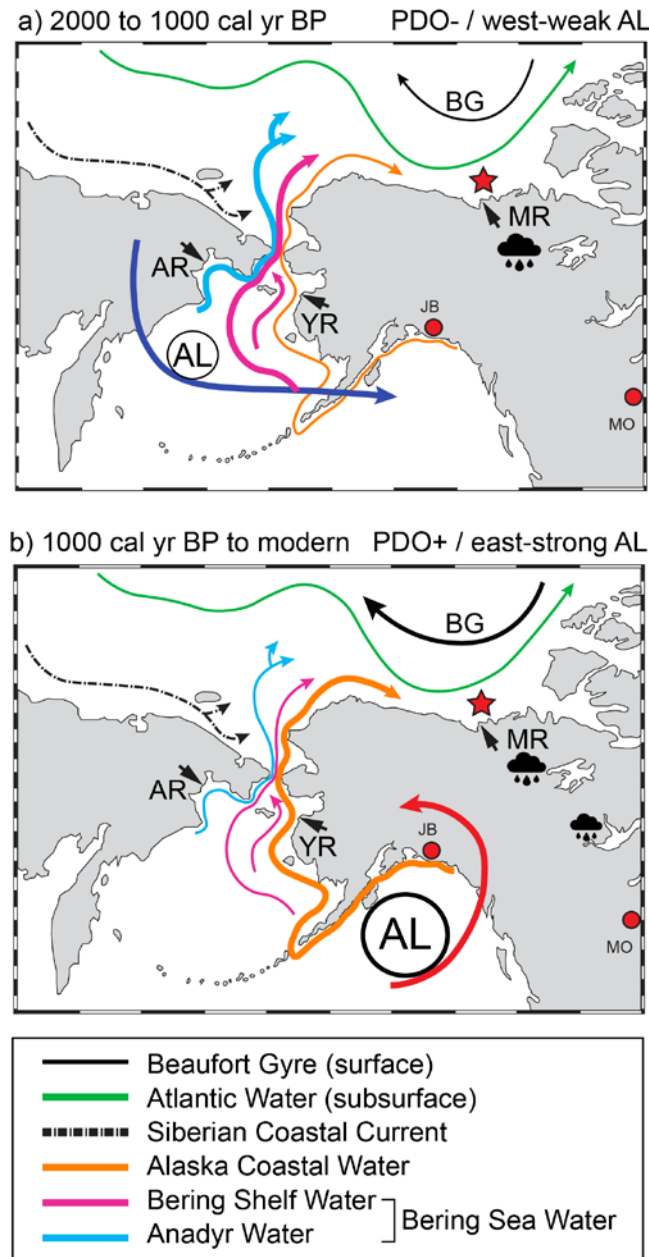 a) 2000 to 1000 cal yr BP PDO- / west-weak AL
BG
MR
AR
YR
JB
AL
MO
b) 1000 cal yr BP to modern PDO+ / east-strong AL
BG
MR
AR
YR
JB
AL
MO
Beaufort Gyre (surface)
Atlantic Water (subsurface)
Siberian Coastal Current
Alaska Coastal Water
Bering Shelf Water
Bering Sea Water
Anadyr Water